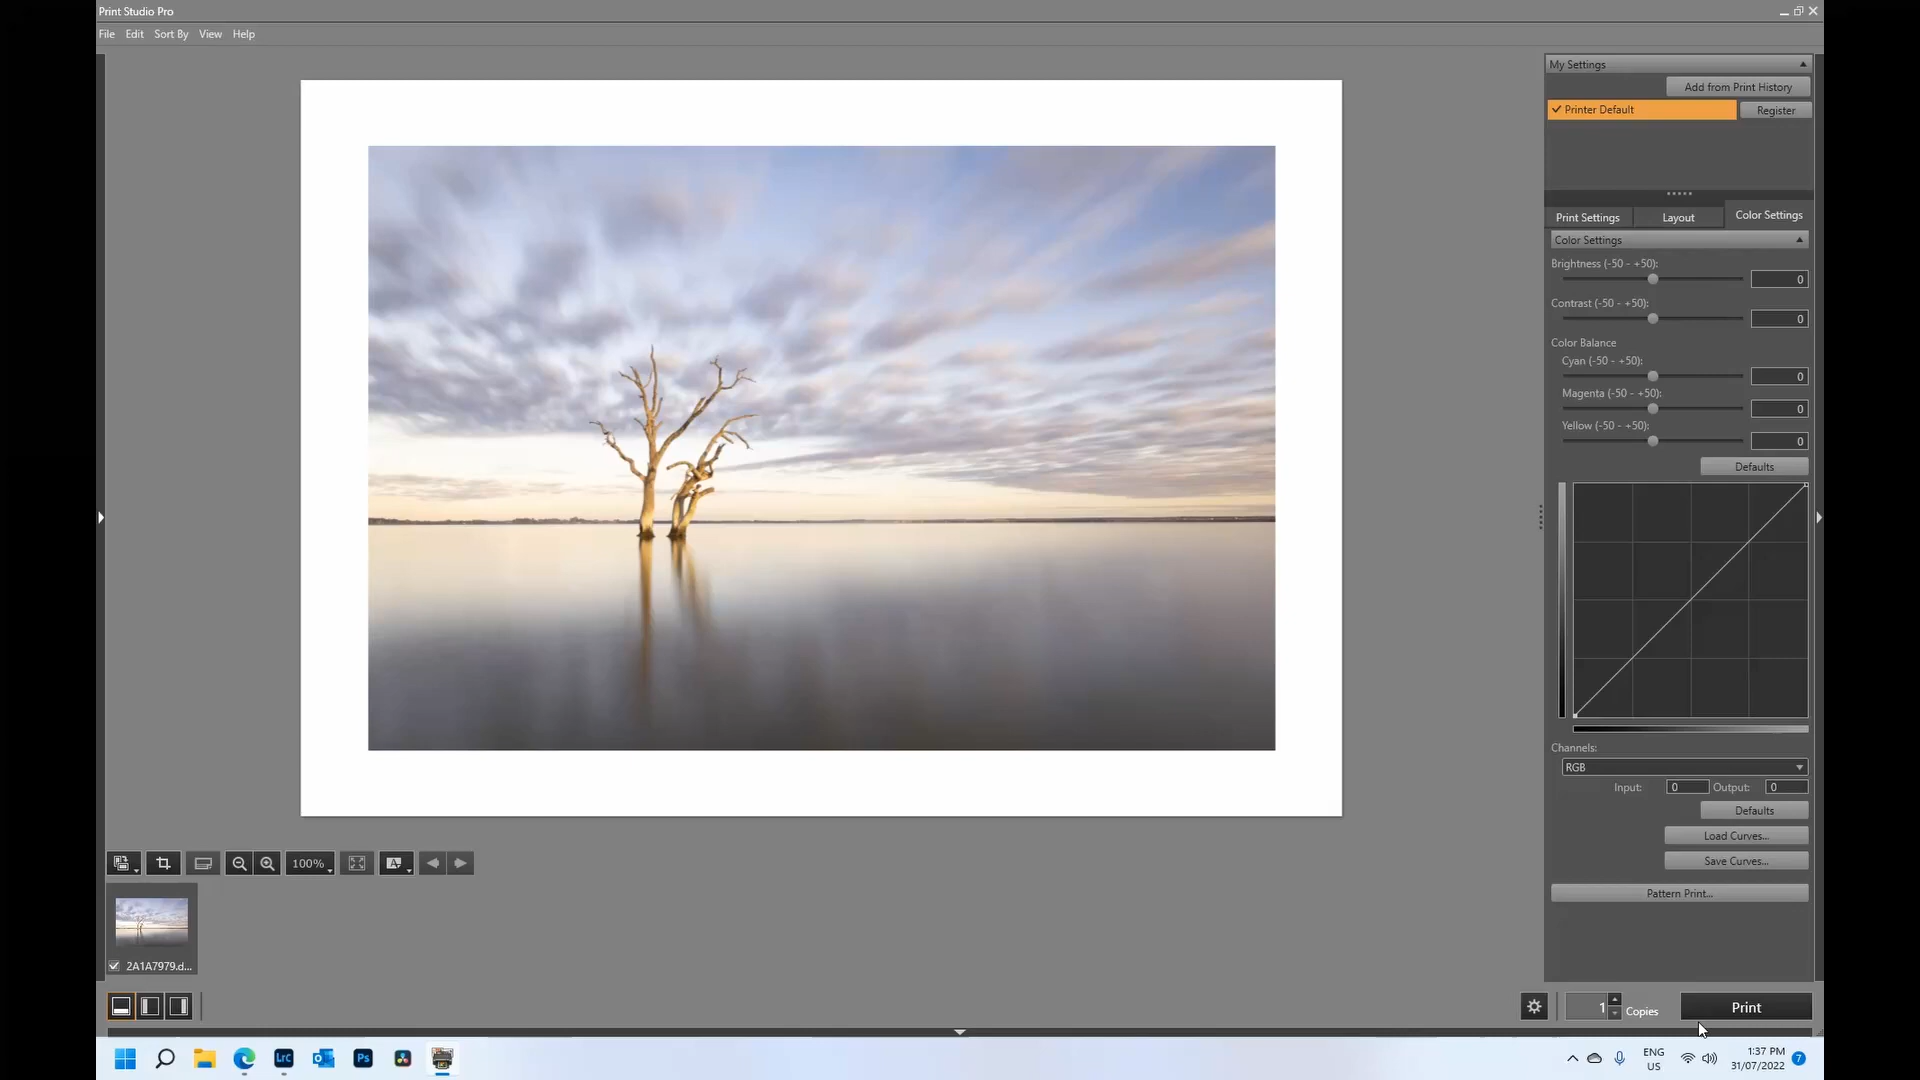 Print Studio Pro
File Edit Sort By View Help
My Settings
Add from Print History
Printer Default
Register
Print Settings Layout Color Settings
Color Settings
Brightness (-50 - +50):
0
Contrast (-50 - +50):
0
Color Balance
Cyan (-50 - +50):
0
Magenta (-50 - +50):
0
Yellow (-50 - +50):
0
Defaults
Channels:
RGB
Input: 0 Output: 0
Defaults
Load Curves...
Save Curves...
Pattern Print...
100%
A
2A1A7979.d...
1 Copies
Print
Lrc
Ps
ENG
US
1:37 PM
31/07/2022
7